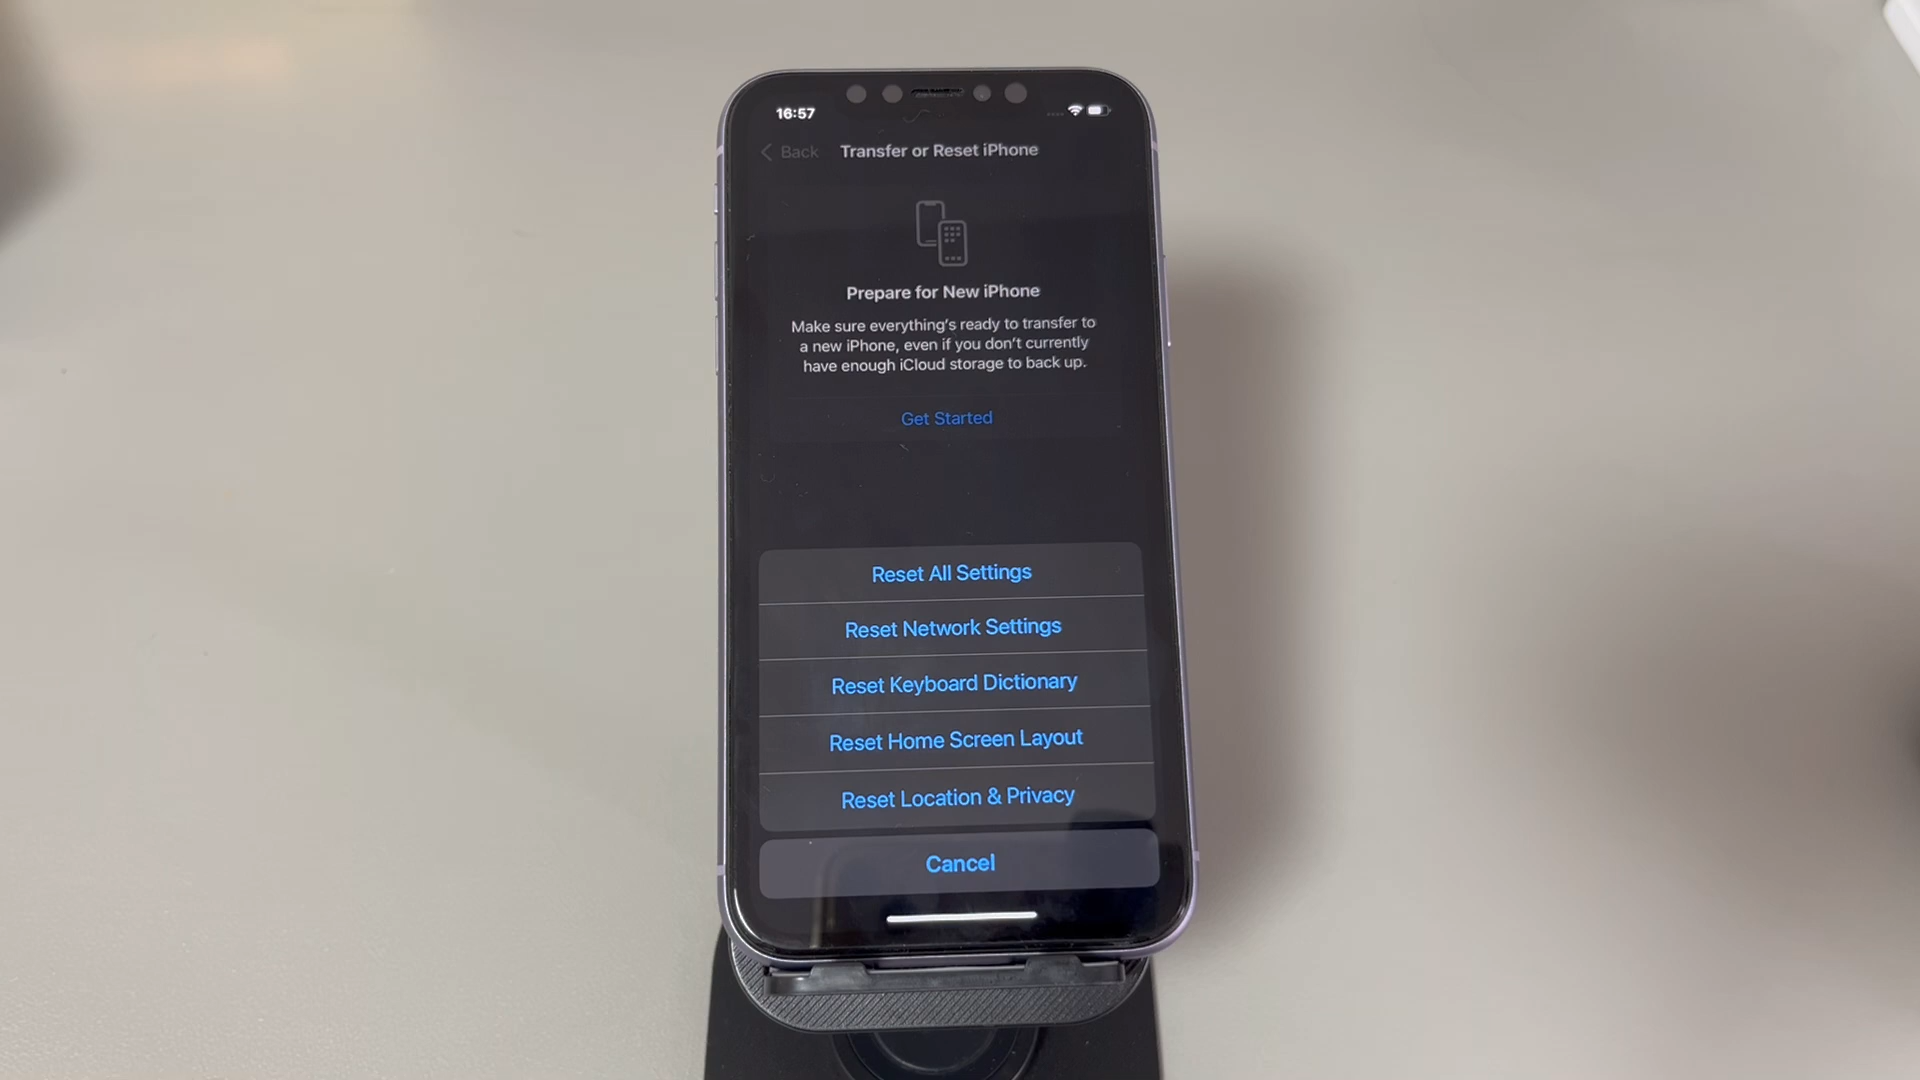 16:57
Back
Transfer or Reset iPhone
Prepare for New iPhone
Make sure everything's ready to transfer to
a new iPhone, even if you don't currently
have enough iCloud storage to back up.
Get Started
Reset All Settings
Reset Network Settings
Reset Keyboard Dictionary
Reset Home Screen Layout
Reset Location & Privacy
Cancel